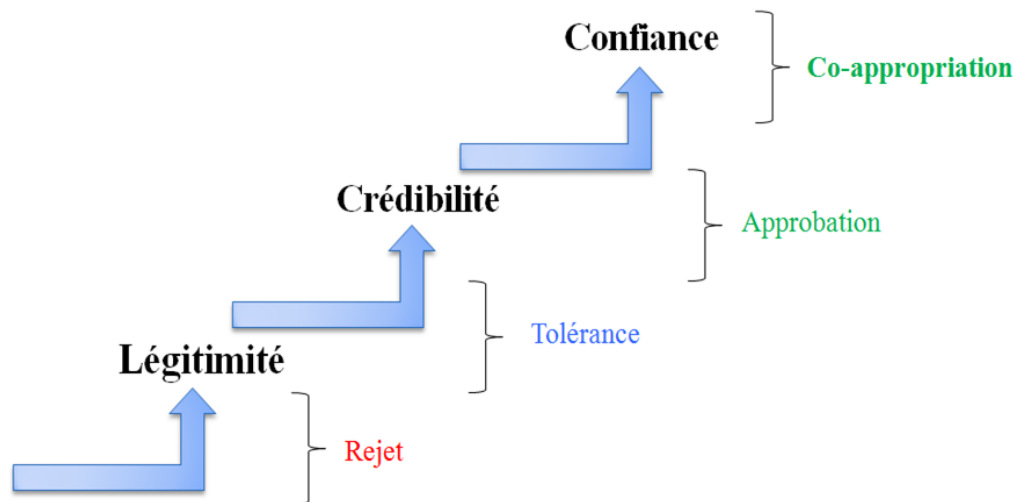 Confiance
Co-appropriation
Crédibilité
Approbation
Tolérance
Légitimité
Rejet